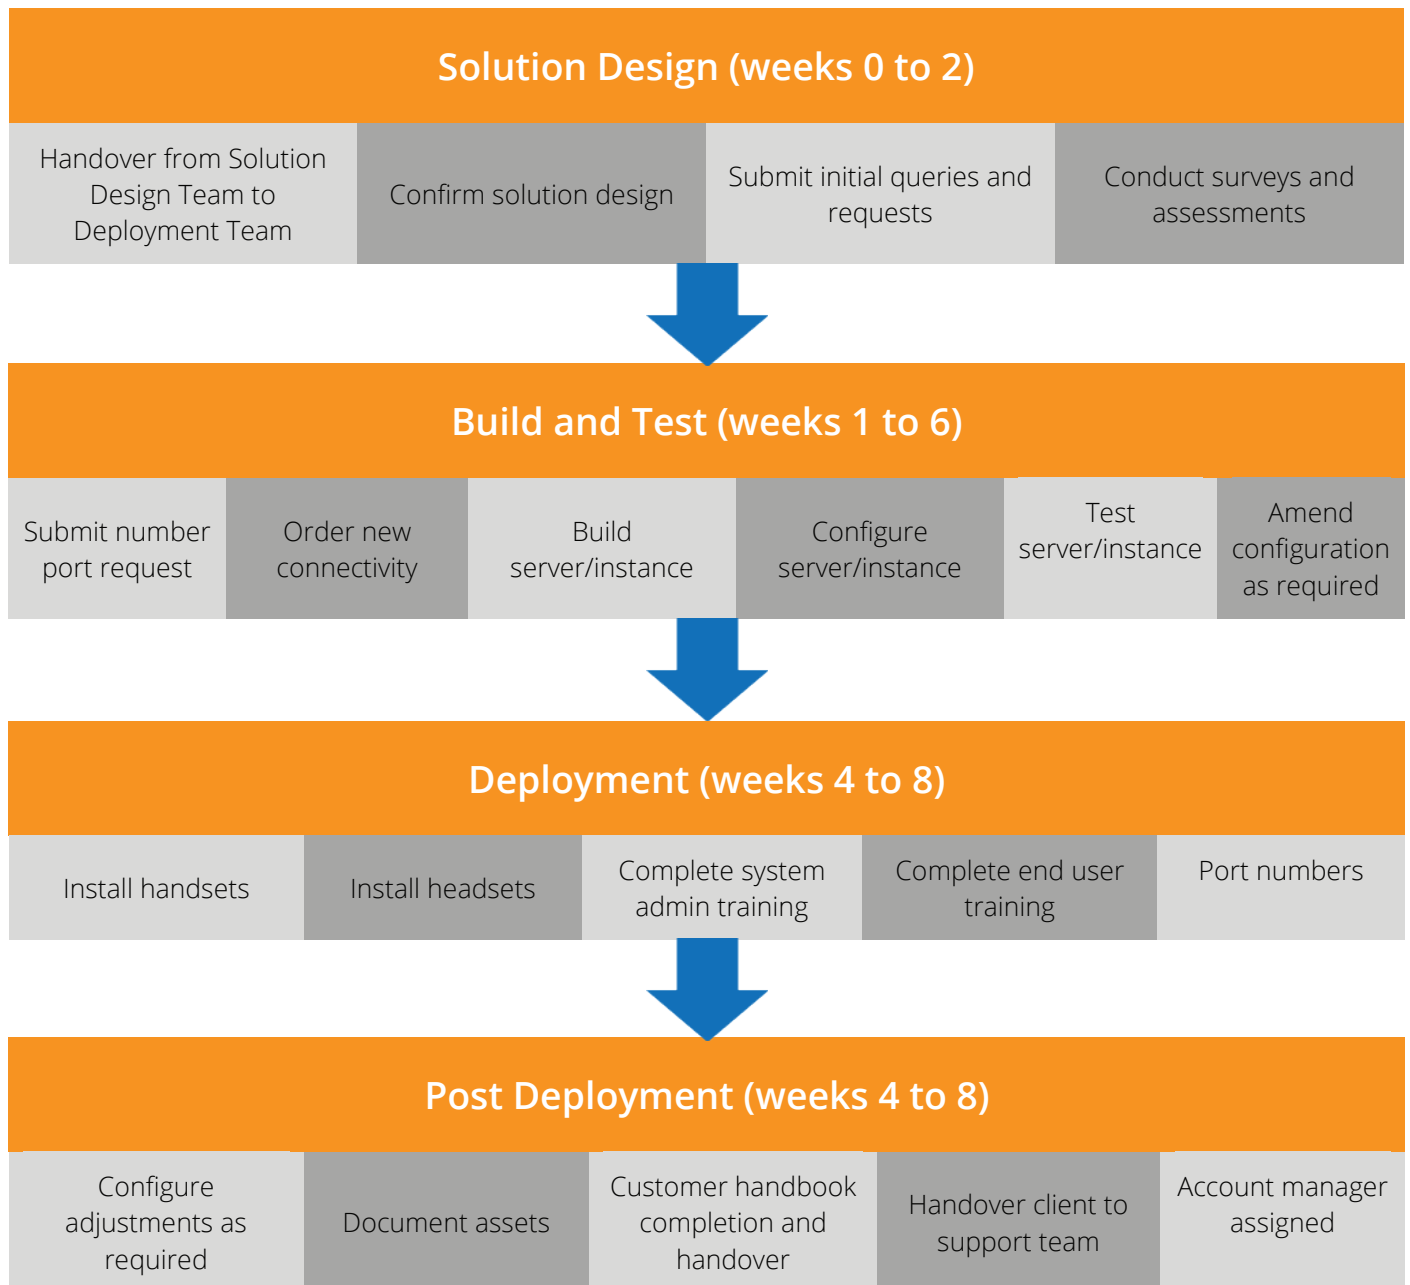 Solution Design (weeks 0 to 2)
Handover from Solution
Design Team to
Deployment Team
Confirm solution design
Submit initial queries and
requests
Conduct surveys and
assessments
Build and Test (weeks 1 to 6)
Submit number
port request
Order new
connectivity
Build
server/instance
Configure
server/instance
Test
server/instance
Amend
configuration
as required
Deployment (weeks 4 to 8)
Install handsets
Install headsets
Complete system
admin training
Complete end user
training
Port numbers
Post Deployment (weeks 4 to 8)
Configure
adjustments as
required
Document assets
Customer handbook
completion and
handover
Handover client to
support team
Account manager
assigned